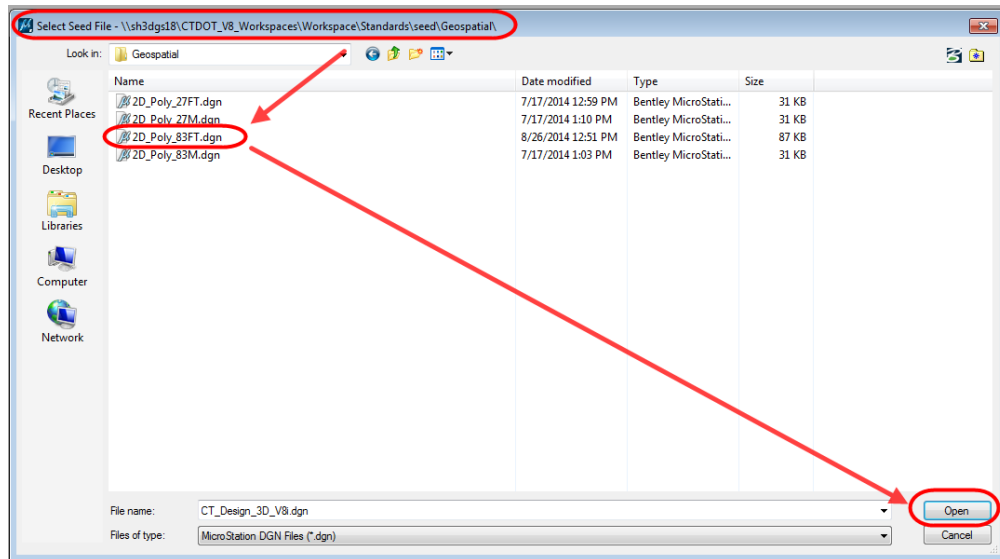 Select Seed File - \\sh3dgs18\CTDOT_V8_Workspaces\Workspace\Standards\seed\Geospatial\
Look in: Geospatial
Name Date modified Type Size
2D_Poly_27FT.dgn 7/17/2014 12:59 PM Bentley MicroStati... 31 KB
2D_Poly_27M.dgn 7/17/2014 1:10 PM Bentley MicroStati... 31 KB
2D_Poly_83FT.dgn 8/26/2014 12:51 PM Bentley MicroStati... 87 KB
2D_Poly_83M.dgn 7/17/2014 1:03 PM Bentley MicroStati... 31 KB
Recent Places
Desktop
Libraries
Computer
Network
File name: CT_Design_3D_V8i.dgn Open
Files of type: MicroStation DGN Files (*.dgn) Cancel